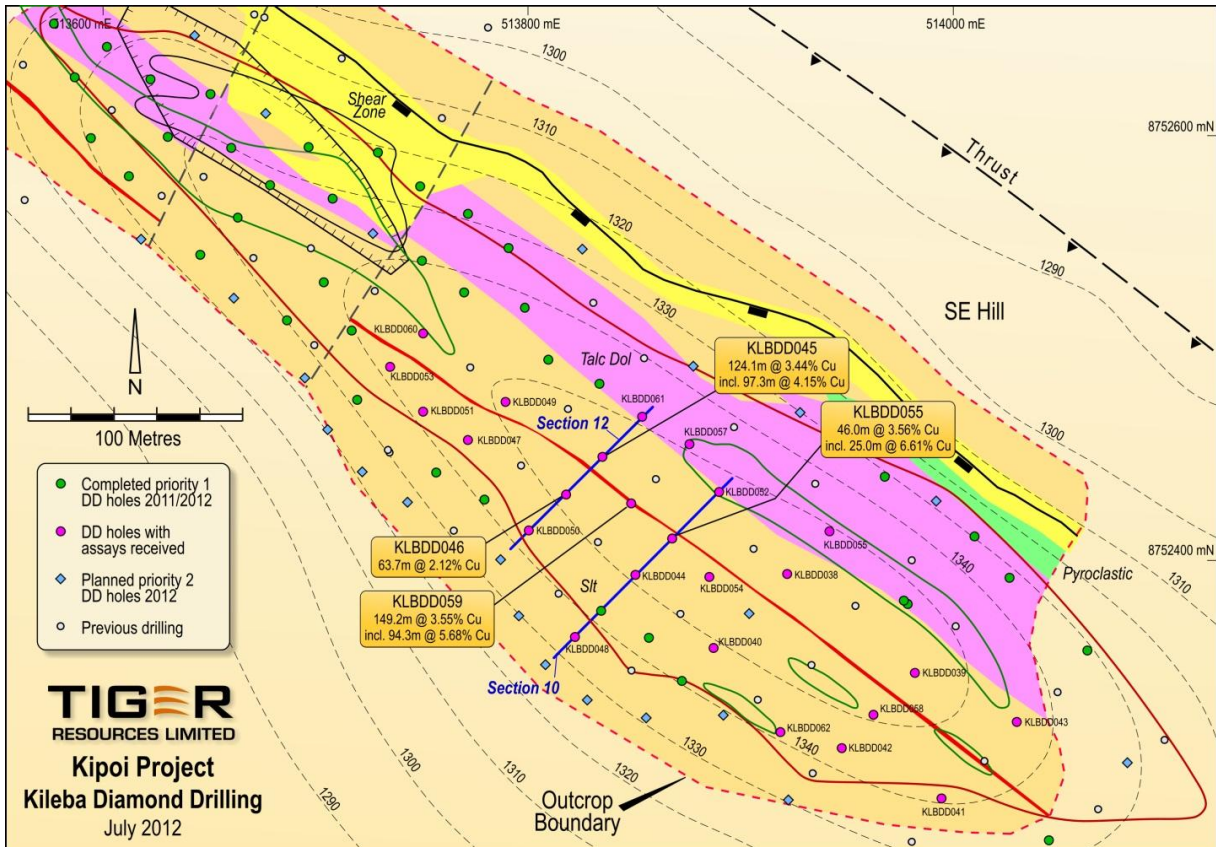 513600 mE
513800 mE
514000 mE
8752600 mN
8752400 mN
1300
1310
1320
1290
1330
Shear
Zone
Thrust
SE Hill
N
100 Metres
Completed priority 1
DD holes 2011/2012
DD holes with
assays received
Planned priority 2
DD holes 2012
Previous drilling
KLBDD060
KLBDD053
KLBDD051
KLBDD049
KLBDD047
Talc Dol
KLBDD061
Section 12
KLBDD045
124.1m @ 3.44% Cu
incl. 97.3m @ 4.15% Cu
KLBDD055
46.0m @ 3.56% Cu
incl. 25.0m @ 6.61% Cu
1300
KLBDD057
KLBDD052
KLBDD050
KLBDD055
KLBDD046
63.7m @ 2.12% Cu
KLBDD059
149.2m @ 3.55% Cu
incl. 94.3m @ 5.68% Cu
Slt
KLBDD044
KLBDD054
KLBDD038
1340
1330
1320
1310
Pyroclastic
KLBDD048
KLBDD040
KLBDD039
Section 10
KLBDD058
KLBDD043
KLBDD062
KLBDD042
KLBDD041
1340
1330
1320
1310
1300
1290
Outcrop
Boundary
TIGER
RESOURCES LIMITED
Kipoi Project
Kileba Diamond Drilling
July 2012